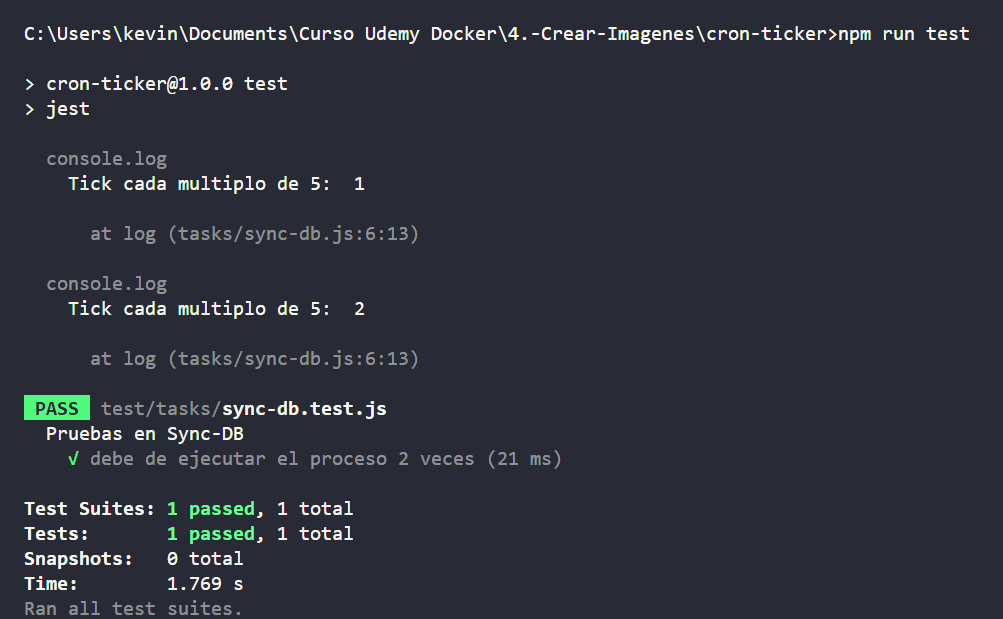 C:\Users\kevin\Documents\Curso Udemy Docker\4.-Crear-Imagenes\cron-ticker>npm run test
> cron-ticker@1.0.0 test
> jest
console.log
Tick cada multiplo de 5:  1
at log (tasks/sync-db.js:6:13)
console.log
Tick cada multiplo de 5:  2
at log (tasks/sync-db.js:6:13)
PASS test/tasks/sync-db.test.js
Pruebas en Sync-DB
√ debe de ejecutar el proceso 2 veces (21 ms)
Test Suites: 1 passed, 1 total
Tests:       1 passed, 1 total
Snapshots:   0 total
Time:        1.769 s
Ran all test suites.